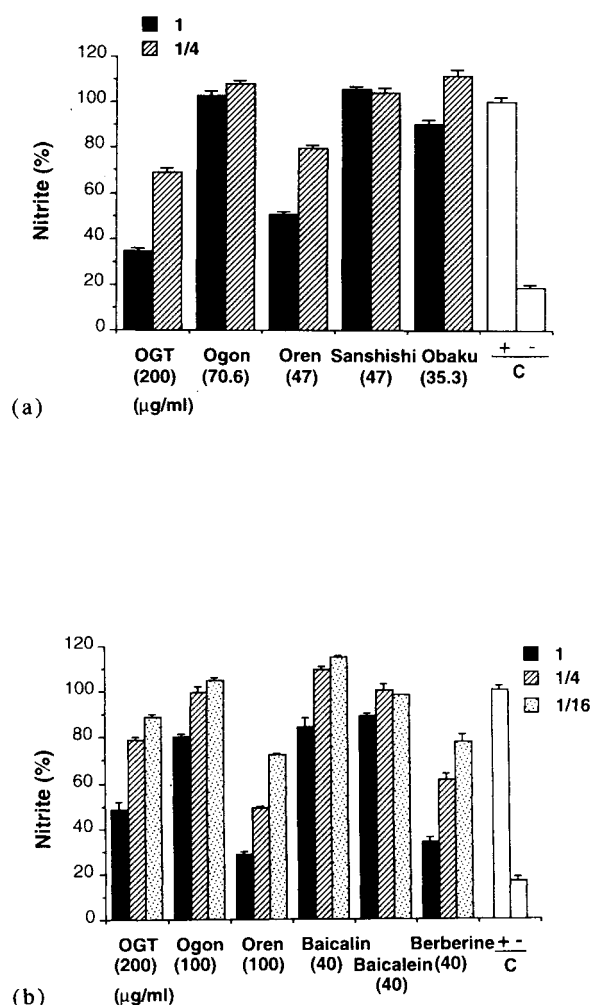 1
1/4
120
100
80
60
40
20
0
Nitrite (%)
OGT Ogon Oren Sanshishi Obaku
(200) (70.6) (47) (47) (35.3)
+ -
C
(µg/ml)
(a)
120
100
80
60
40
20
0
Nitrite (%)
1
1/4
1/16
OGT Ogon Oren Baicalin Berberine
(200) (100) (100) (40) Baicalein (40)
(40)
+ -
C
(µg/ml)
(b)